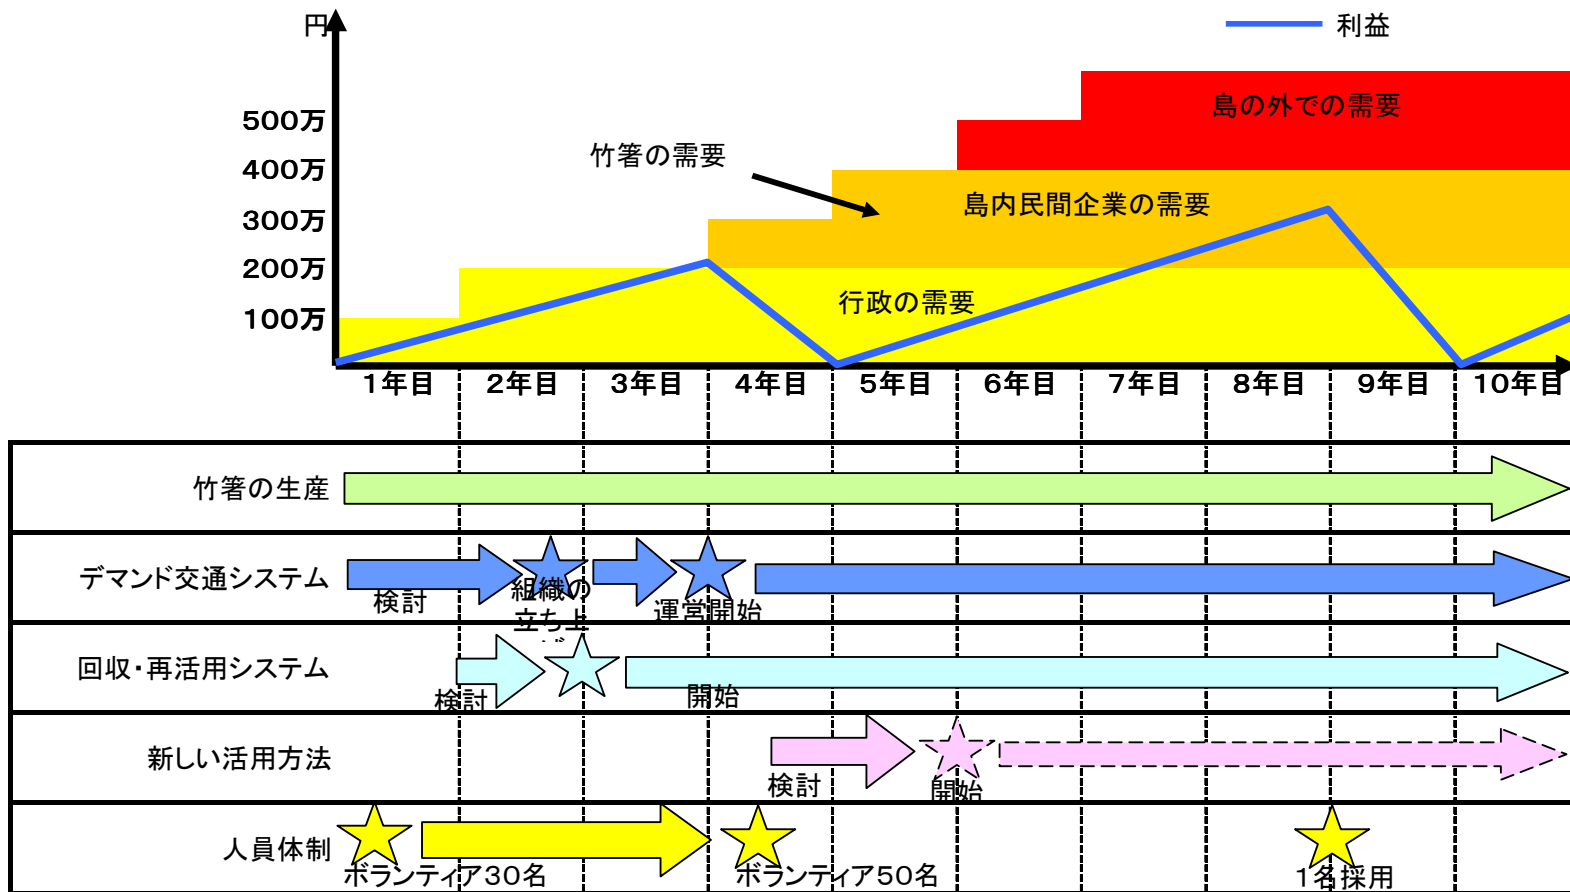 円
利益
500万
400万
300万
200万
100万
島の外での需要
竹箸の需要
島内民間企業の需要
行政の需要
1年目 2年目 3年目 4年目 5年目 6年目 7年目 8年目 9年目 10年目
竹箸の生産
デマンド交通システム
検討
組織の
立ち上
運営開始
回収・再活用システム
検討
開始
新しい活用方法
検討
開始
人員体制
ボランティア30名
ボランティア50名
1名採用